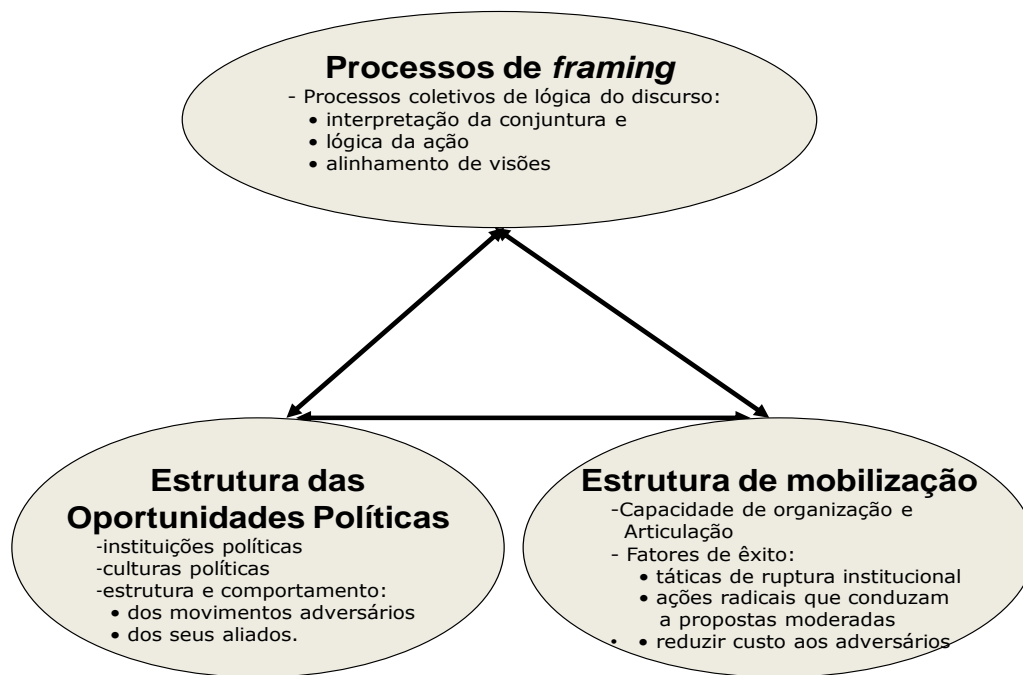 Processos de framing
- Processos coletivos de lógica do discurso:
• interpretação da conjuntura e
• lógica da ação
• alinhamento de visões
Estrutura das
Oportunidades Políticas
-instituições políticas
-culturas políticas
-estrutura e comportamento:
• dos movimentos adversários
• dos seus aliados.
Estrutura de mobilização
-Capacidade de organização e
Articulação
- Fatores de êxito:
• táticas de ruptura institucional
• ações radicais que conduzam
a propostas moderadas
• • reduzir custo aos adversários